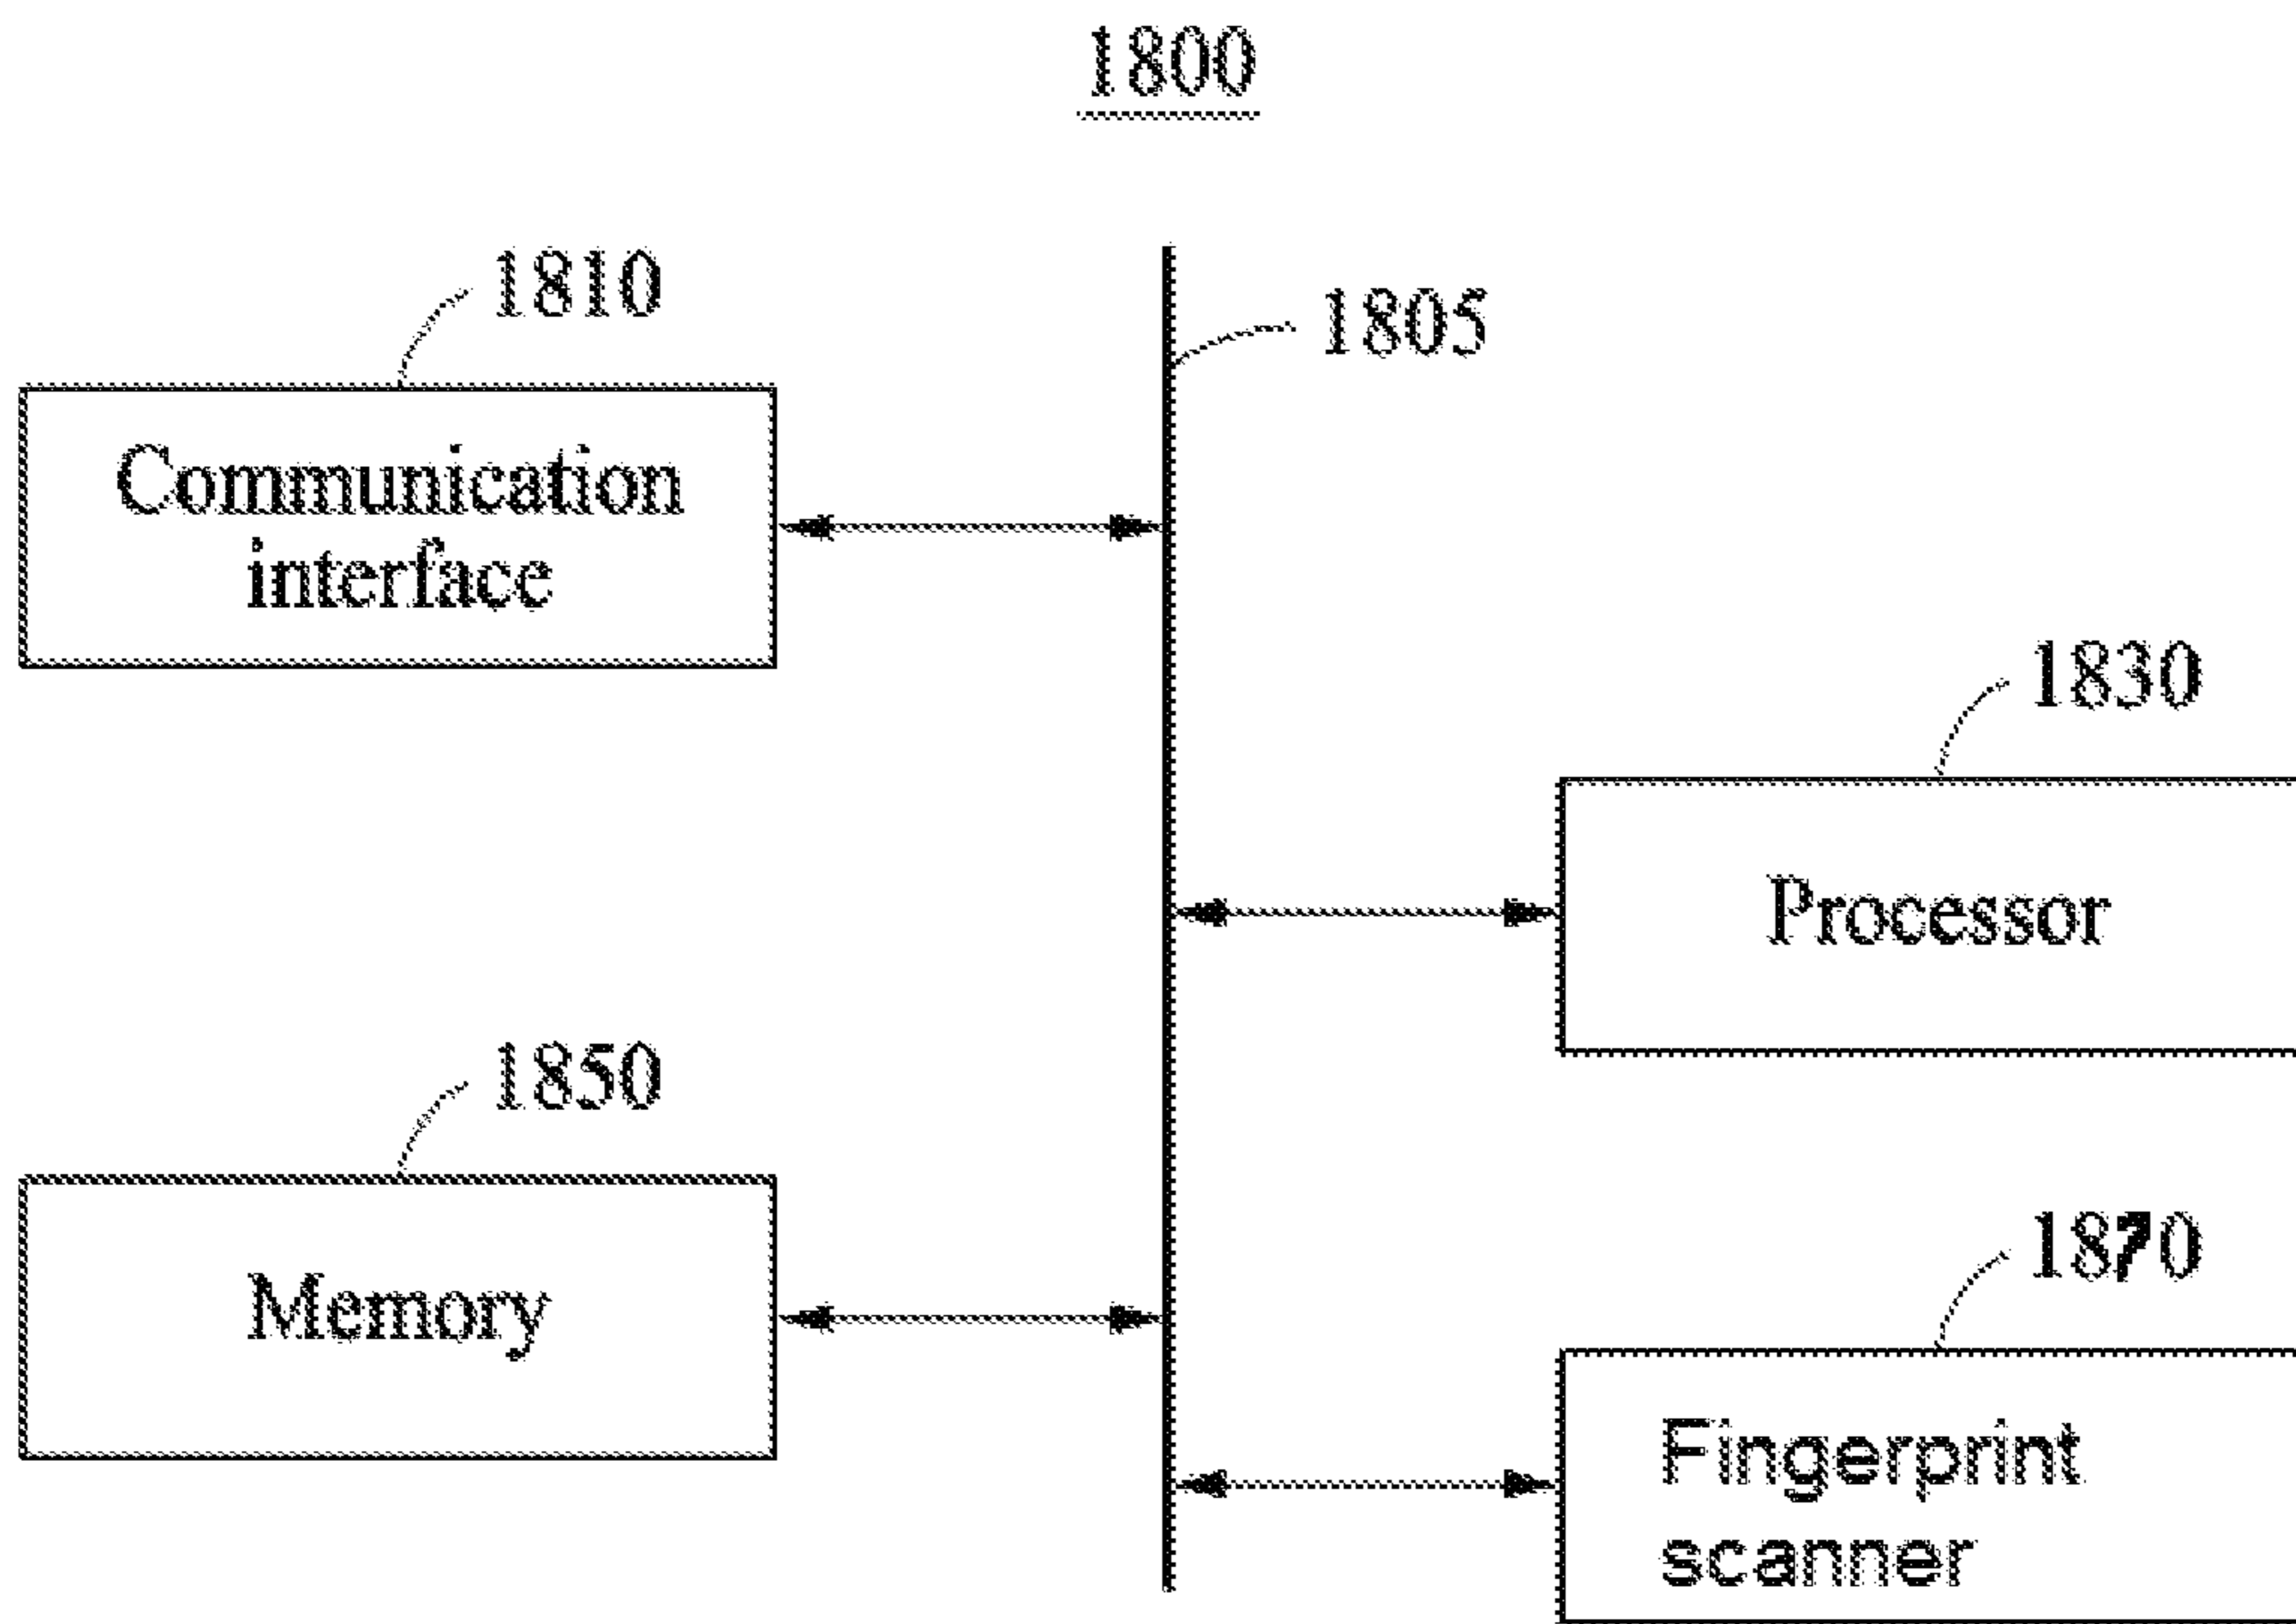 1800
1810
1805
Communication
interface
1830
Processor
1850
Memory
1870
Fingerprint
scanner